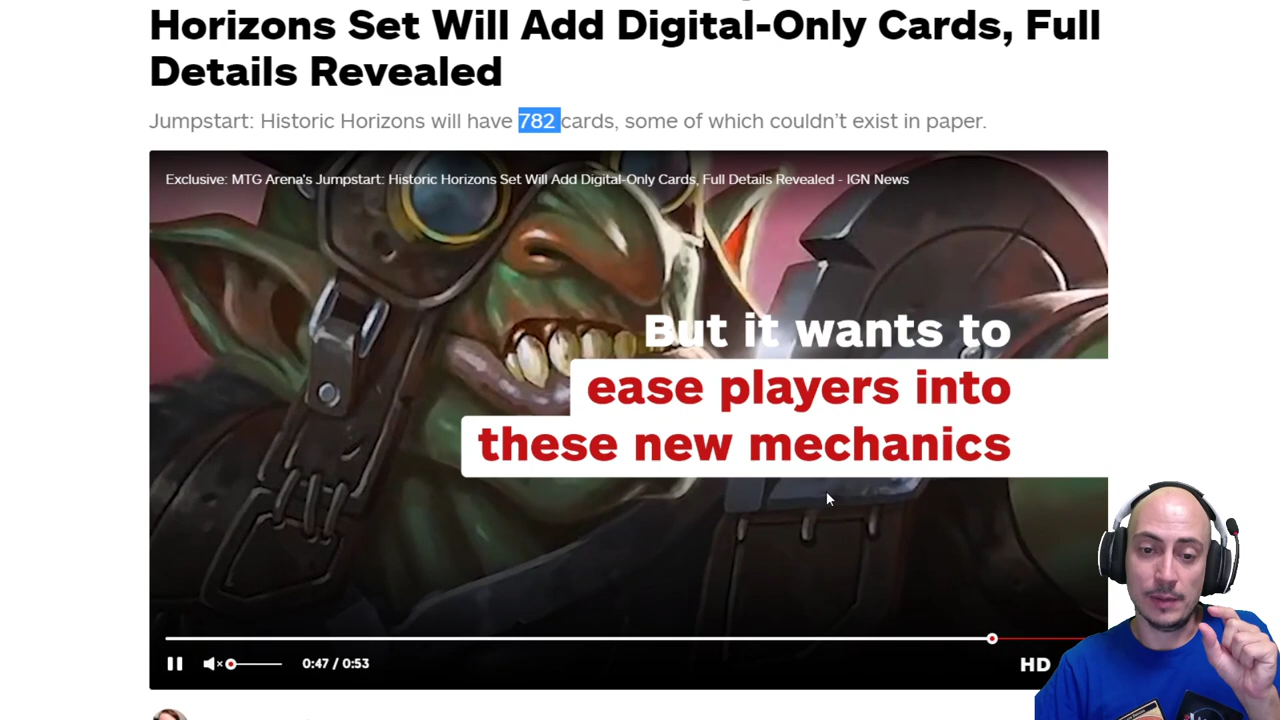 Horizons Set Will Add Digital-Only Cards, Full
Details Revealed
Jumpstart: Historic Horizons will have 782 cards, some of which couldn't exist in paper.
Exclusive: MTG Arena's Jumpstart: Historic Horizons Set Will Add Digital-Only Cards, Full Details Revealed - IGN News
But it wants to
ease players into
these new mechanics
0:47 / 0:53
HD